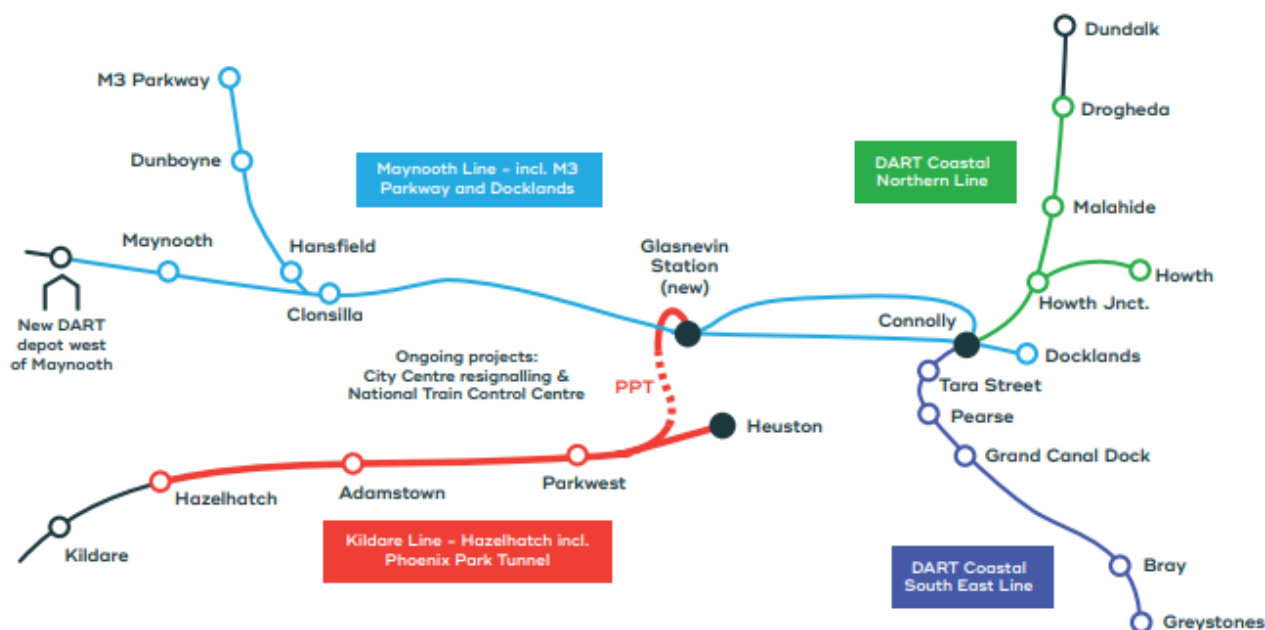 Dundalk
M3 Parkway
Drogheda
Dunboyne
Maynooth Line - incl. M3
Parkway and Docklands
DART Coastal
Northern Line
Malahide
Maynooth
Hansfield
Glasnevin
Station
(new)
Howth
Howth Jnct.
Clonsilla
Connolly
New DART
depot west
of Maynooth
Docklands
Ongoing projects:
City Centre resignalling &
National Train Control Centre
PPT
Tara Street
Pearse
Heuston
Grand Canal Dock
Hazelhatch
Adamstown
Parkwest
Kildare
Kildare Line - Hazelhatch incl.
Phoenix Park Tunnel
DART Coastal
South East Line
Bray
Greystones